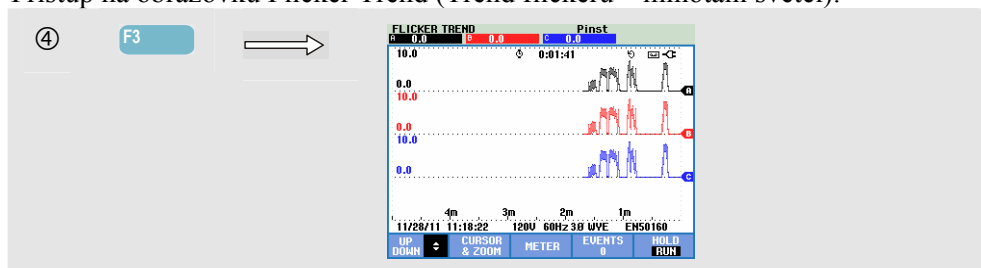 Přístup na obrazovku Flicker Trend (Trend flickeru – mihotání světel):
④ F3
FLICKER TREND Pinst
A 0.0 B 0.0 C 0.0
10.0 0:01:41
0.0 A
10.0
0.0 B
10.0
0.0 C
4m 3m 2m 1m
11/28/11 11:18:22 120V 60Hz 3Ø WYE EN50160
UP DOWN CURSOR & ZOOM METER EVENTS 0 HOLD RUN